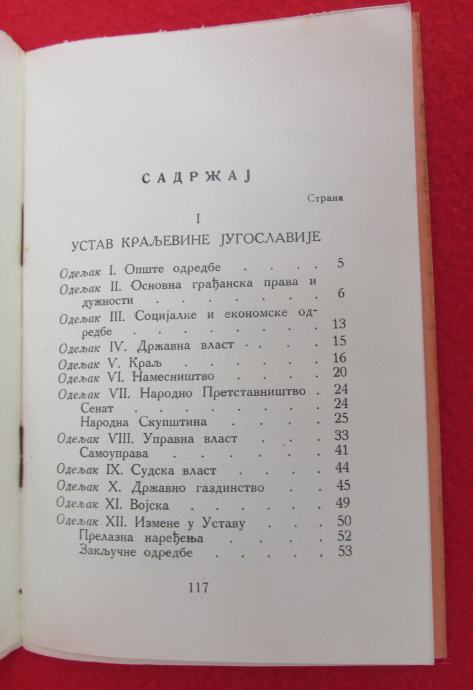 САДРЖАЈ
Страна
I
УСТАВ КРАЉЕВИНЕ ЈУГОСЛАВИЈЕ
Одељак I. Опште одредбе . . . . 5
Одељак II. Основна грађанска права и
дужности . . . . . . 6
Одељак III. Социјалне и економске од-
редбе . . . . . . . 13
Одељак IV. Државна власт . . . . 15
Одељак V. Краљ . . . . . . 16
Одељак VI. Намесништво . . . . 20
Одељак VII. Народно Претставништво . 24
Сенат . . . . . . . 24
Народна Скупштина . . . . 25
Одељак VIII. Управна власт . . . 33
Самоуправа . . . . . . 41
Одељак IX. Судска власт . . . . 44
Одељак X. Државно газдинство . . . 45
Одељак XI. Војска . . . . . 49
Одељак XII. Измене у Уставу . . . 50
Прелазна наређења . . . . 52
Закључне одредбе . . . . . 53
117